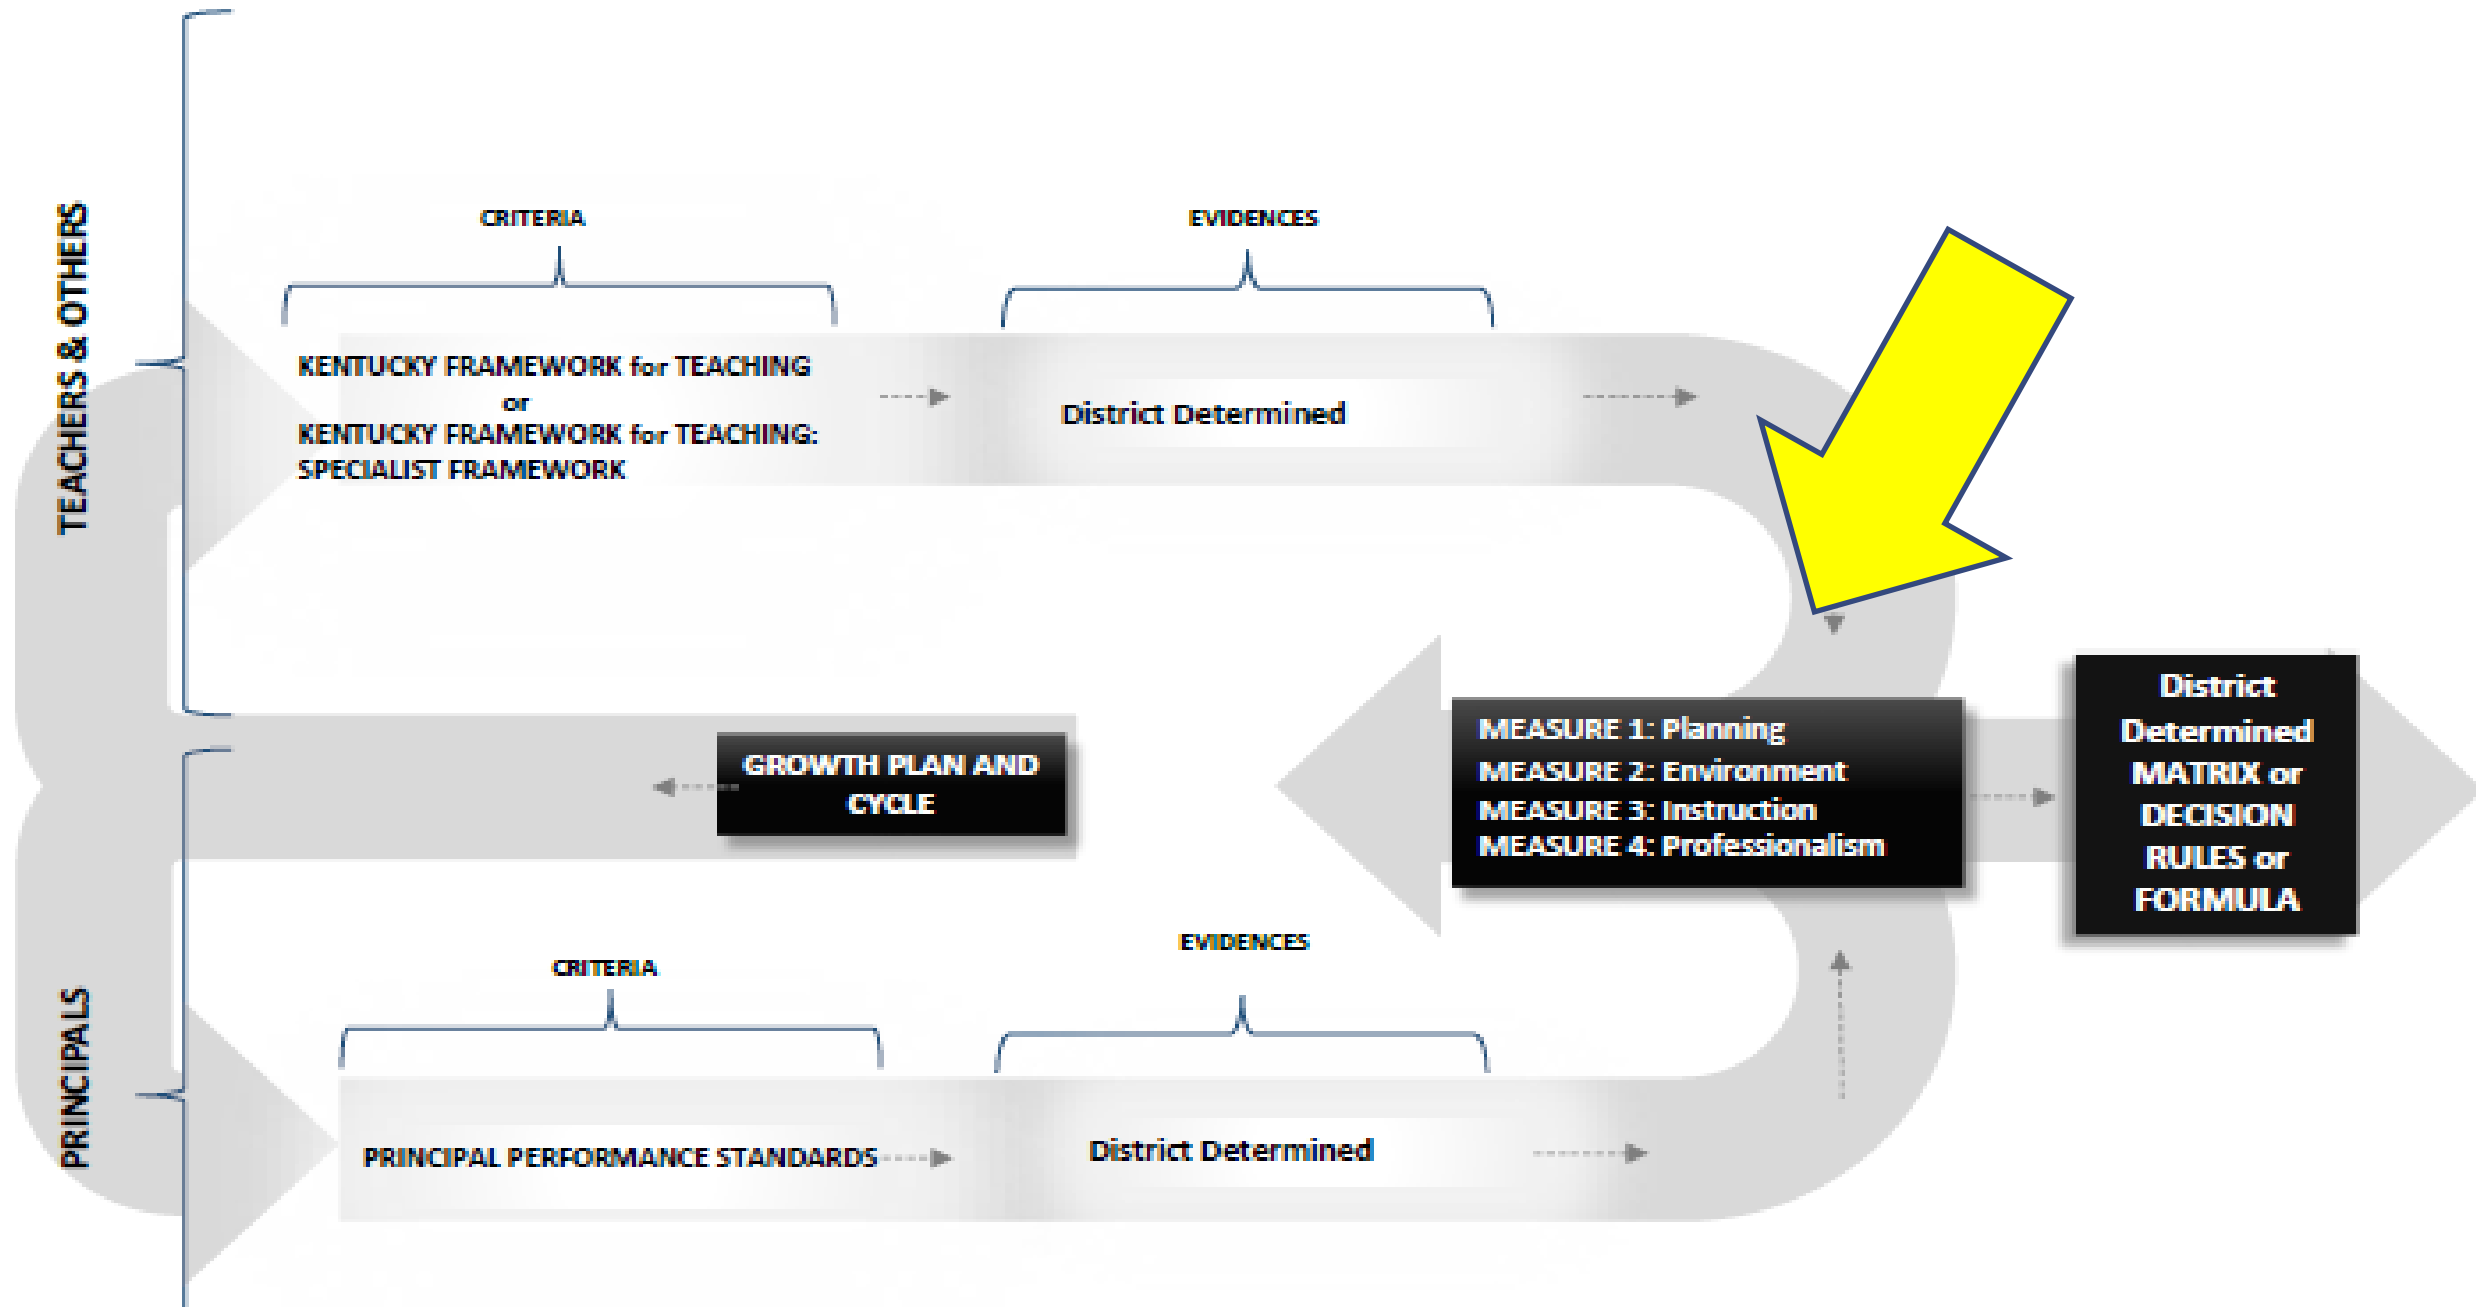 TEACHERS & OTHERS
CRITERIA
EVIDENCES
KENTUCKY FRAMEWORK for TEACHING
or
KENTUCKY FRAMEWORK for TEACHING:
SPECIALIST FRAMEWORK
District Determined
GROWTH PLAN AND
CYCLE
MEASURE 1: Planning
MEASURE 2: Environment
MEASURE 3: Instruction
MEASURE 4: Professionalism
District
Determined
MATRIX or
DECISION
RULES or
FORMULA
PRINCIPALS
CRITERIA
EVIDENCES
PRINCIPAL PERFORMANCE STANDARDS
District Determined